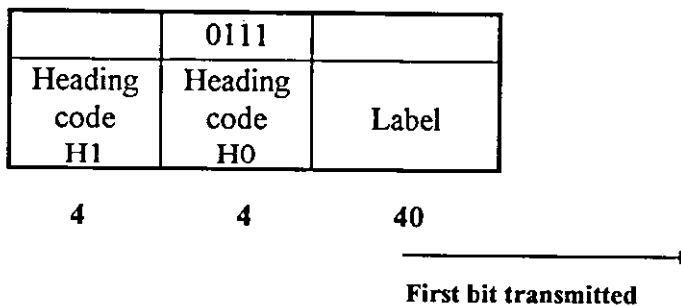 0111
Heading code H1
Heading code H0
Label
4 4 40
First bit transmitted